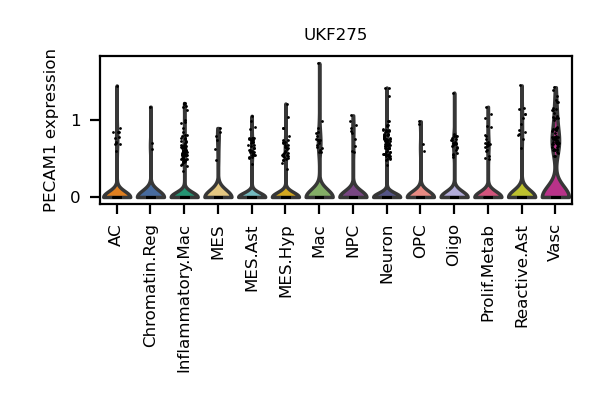 UKF275
PECAM1 expression
1
0
AC
Chromatin.Reg
Inflammatory.Mac
MES
MES.Ast
MES.Hyp
Mac
NPC
Neuron
OPC
Oligo
Prolif.Metab
Reactive.Ast
Vasc